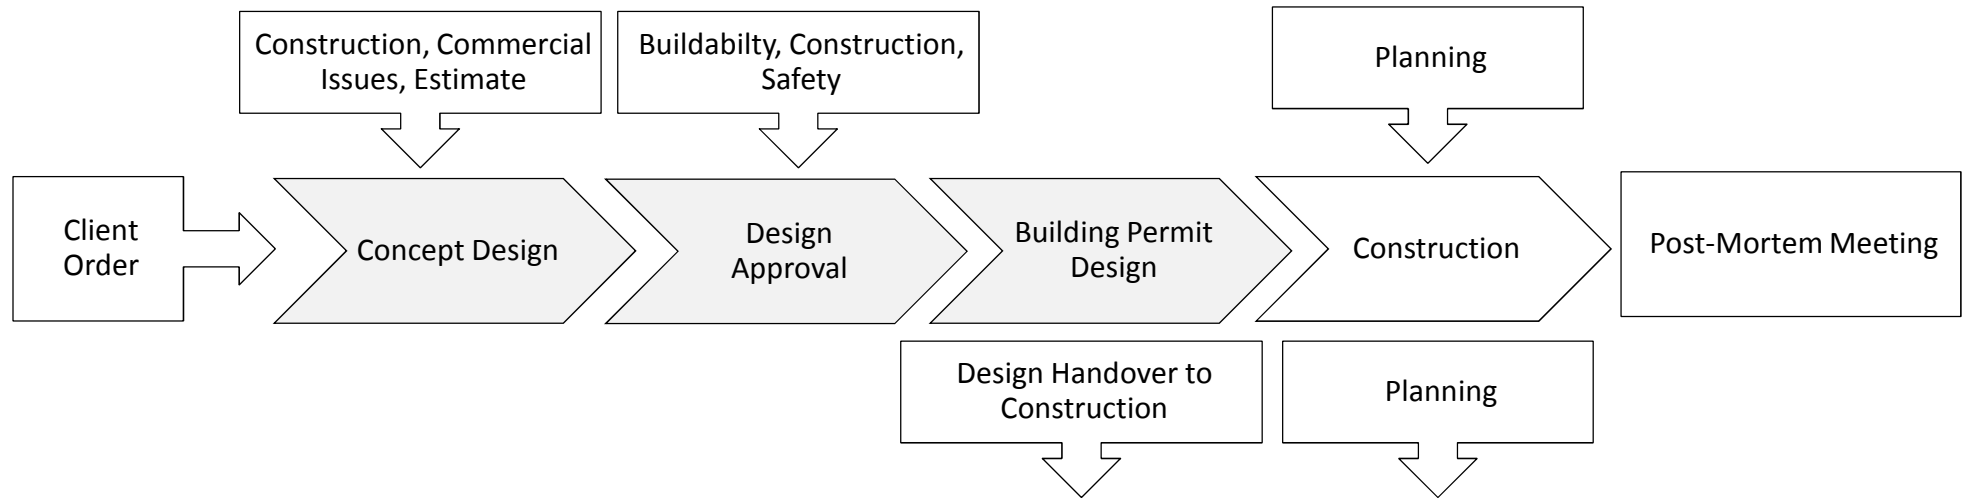 Construction, Commercial
Issues, Estimate
Buildabilty, Construction,
Safety
Planning
Client
Order
Concept Design
Design
Approval
Building Permit
Design
Construction
Post-Mortem Meeting
Design Handover to
Construction
Planning